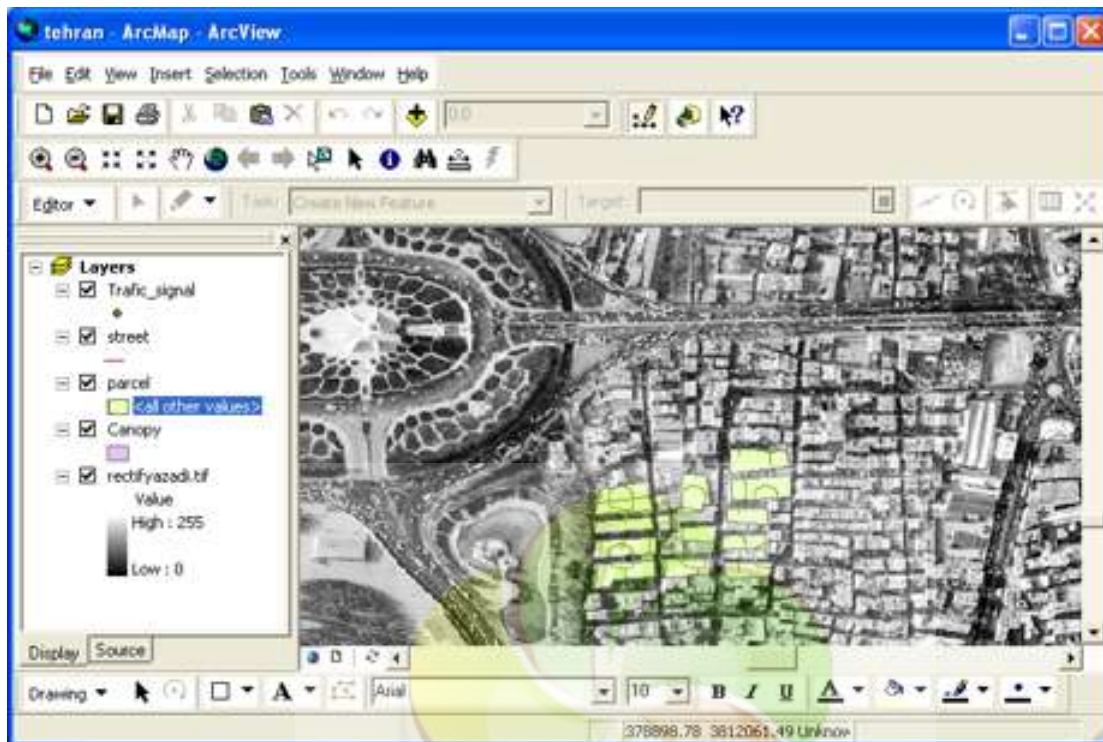 tehran - ArcMap - ArcView
File Edit View Insert Selection Tools Window Help
0.0
Editor Task: Create New Feature Target:
Layers
Trafic_signal
street
parcel
<all other values>
Canopy
rectifyazadi.tif
Value
High : 255
Low : 0
Display Source
Drawing A Arial 10 B I U A
378898.78 3812061.49 Unknow